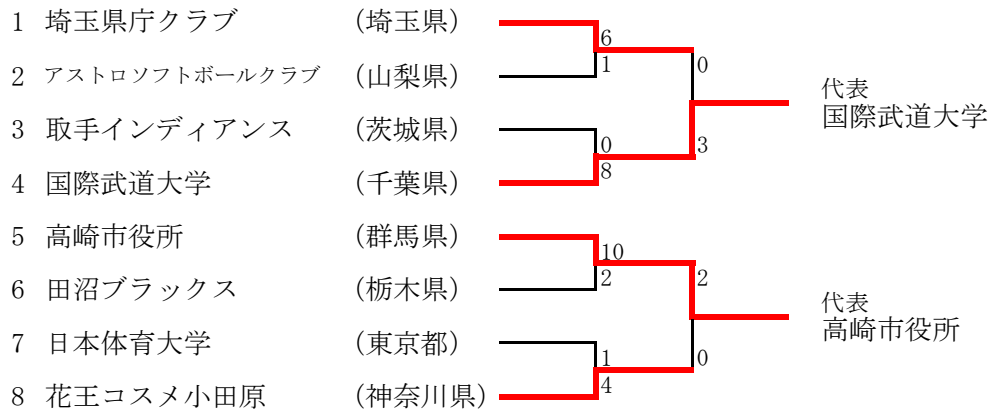 1 埼玉県庁クラブ (埼玉県)
6
2 アストロソフトボールクラブ (山梨県)
1
0
代表
国際武道大学
3 取手インディアンス (茨城県)
0
3
4 国際武道大学 (千葉県)
8
5 高崎市役所 (群馬県)
10
6 田沼ブラックス (栃木県)
2
2
代表
高崎市役所
7 日本体育大学 (東京都)
1
0
8 花王コスメ小田原 (神奈川県)
4